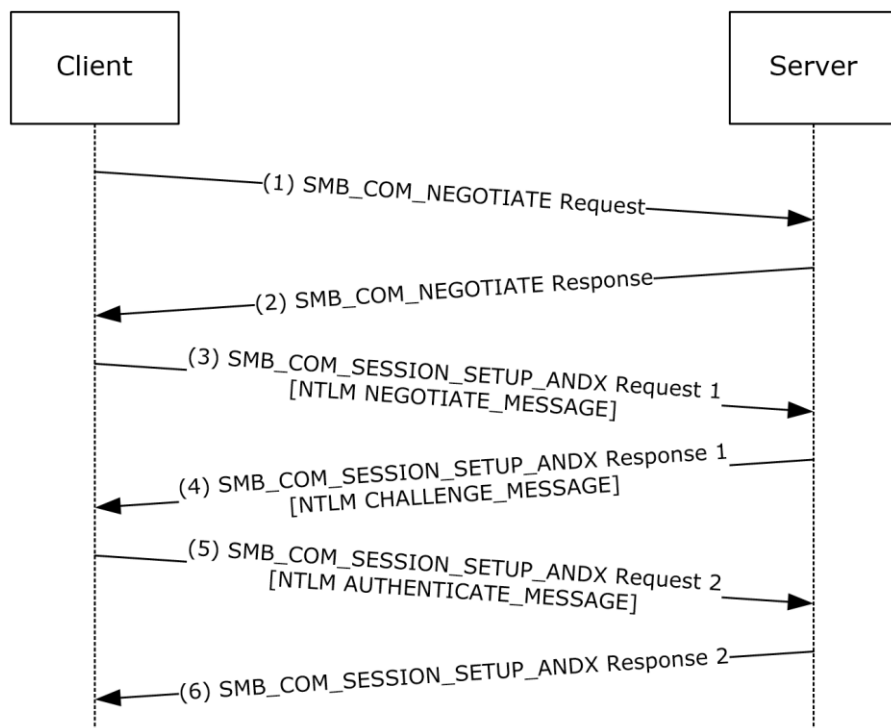 Client
Server
(1) SMB_COM_NEGOTIATE Request
(2) SMB_COM_NEGOTIATE Response
(3) SMB_COM_SESSION_SETUP_ANDX Request 1
[NTLM NEGOTIATE_MESSAGE]
(4) SMB_COM_SESSION_SETUP_ANDX Response 1
[NTLM CHALLENGE_MESSAGE]
(5) SMB_COM_SESSION_SETUP_ANDX Request 2
[NTLM AUTHENTICATE_MESSAGE]
(6) SMB_COM_SESSION_SETUP_ANDX Response 2